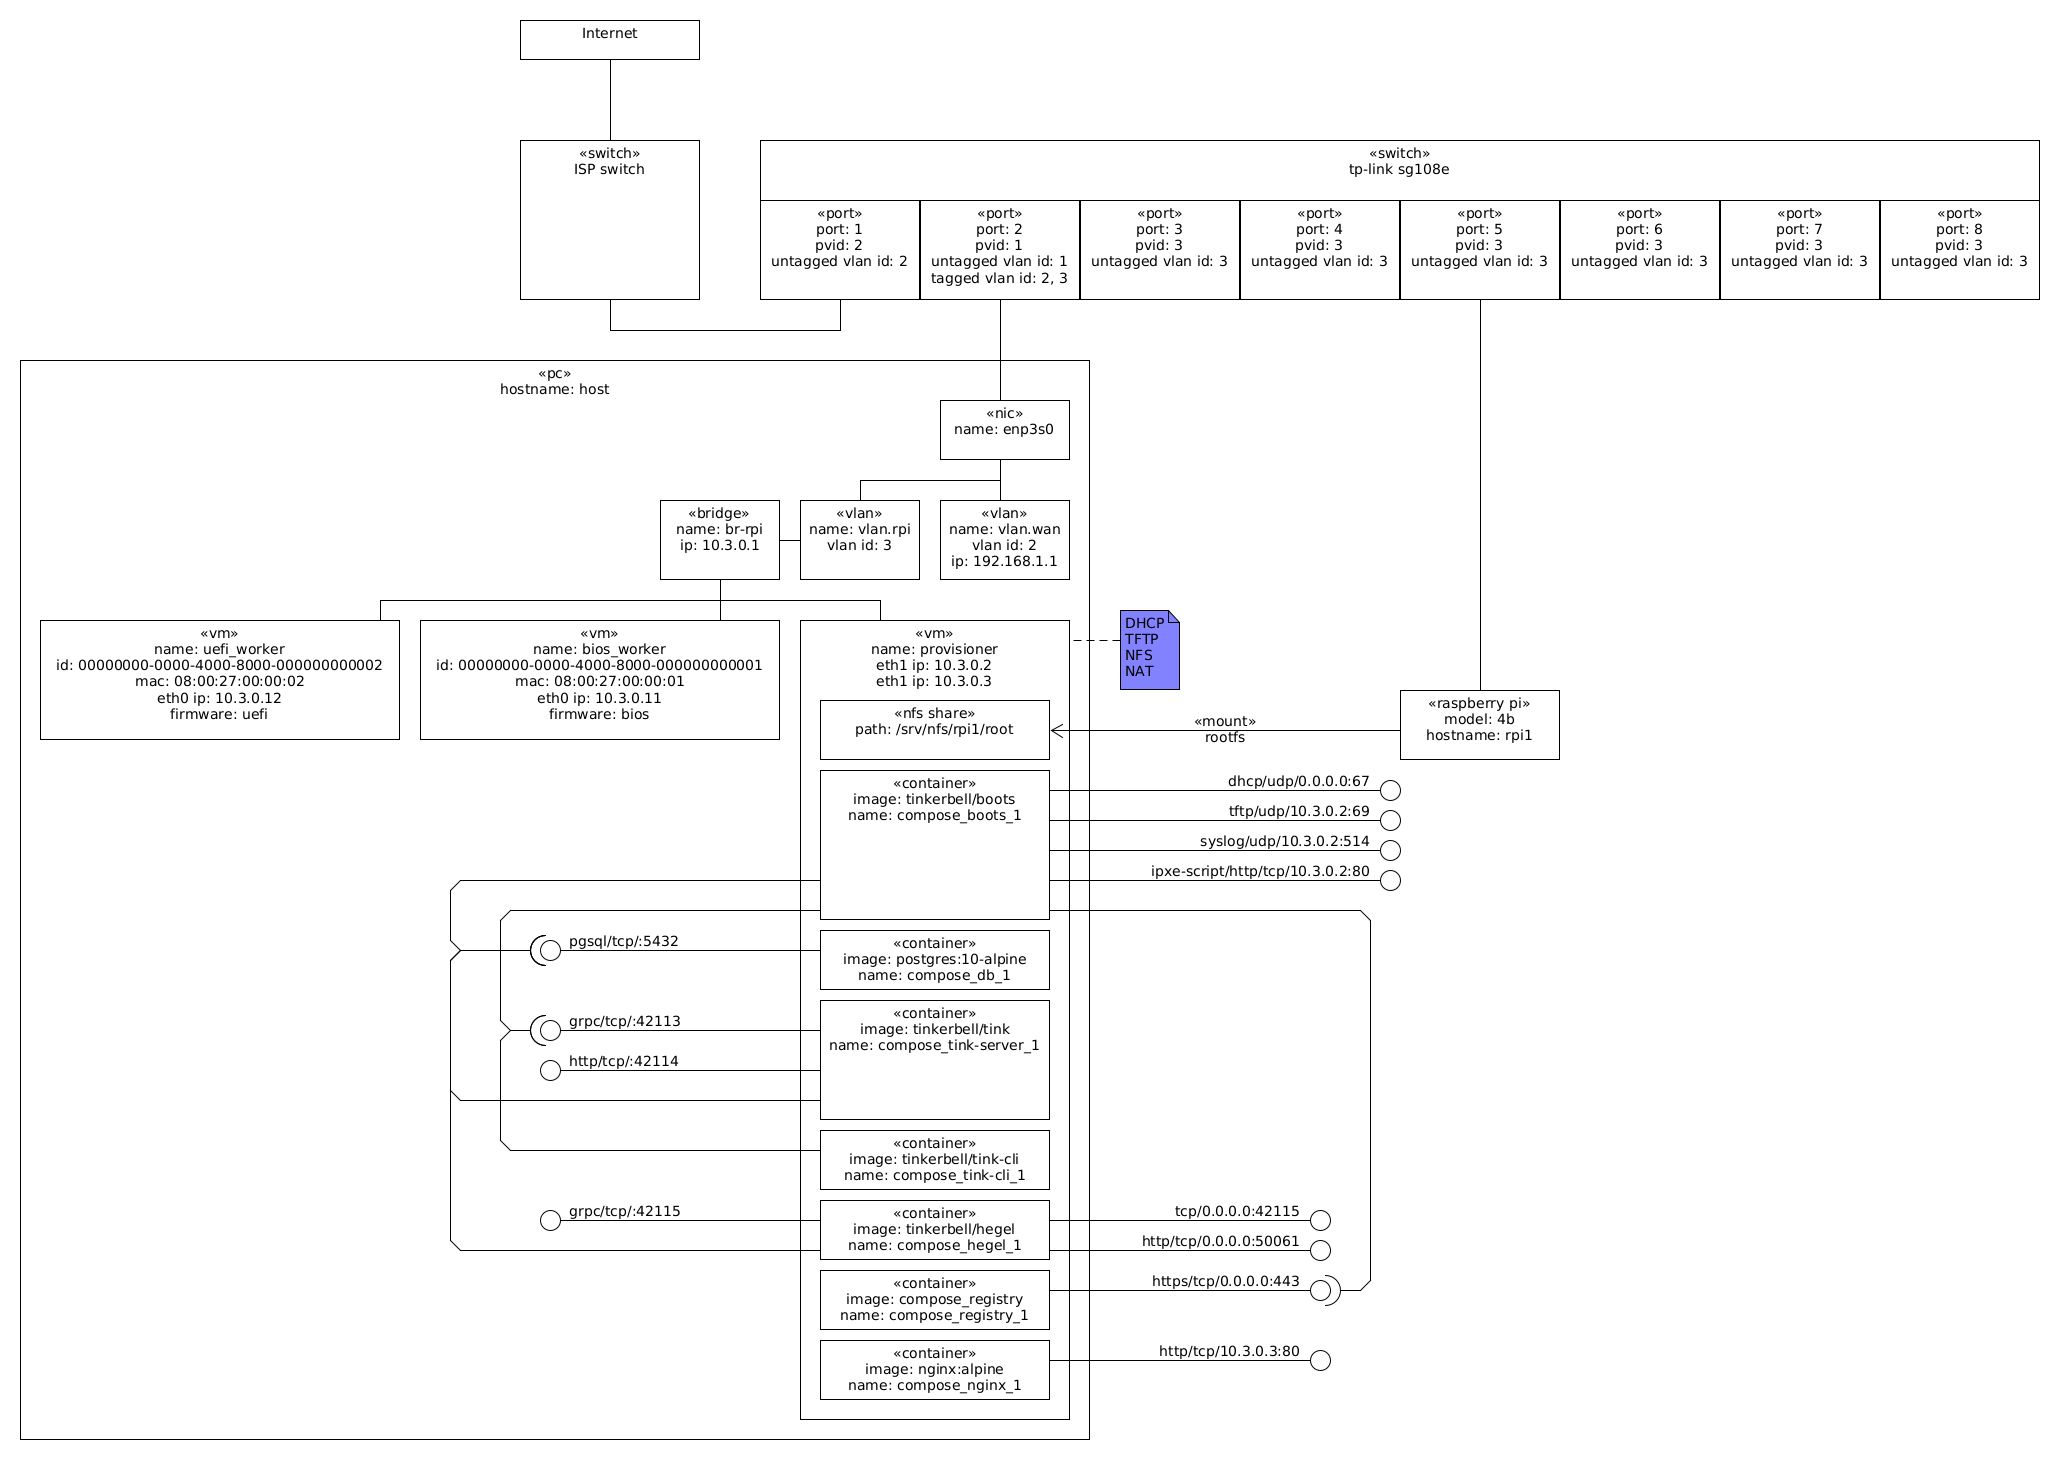 Internet
«switch»
ISP switch
«switch»
tp-link sg108e
«port»
port: 1
pvid: 2
untagged vlan id: 2
«port»
port: 2
pvid: 1
untagged vlan id: 1
tagged vlan id: 2, 3
«port»
port: 3
pvid: 3
untagged vlan id: 3
«port»
port: 4
pvid: 3
untagged vlan id: 3
«port»
port: 5
pvid: 3
untagged vlan id: 3
«port»
port: 6
pvid: 3
untagged vlan id: 3
«port»
port: 7
pvid: 3
untagged vlan id: 3
«port»
port: 8
pvid: 3
untagged vlan id: 3
«pc»
hostname: host
«nic»
name: enp3s0
«bridge»
name: br-rpi
ip: 10.3.0.1
«vlan»
name: vlan.rpi
vlan id: 3
«vlan»
name: vlan.wan
vlan id: 2
ip: 192.168.1.1
«vm»
name: uefi_worker
id: 00000000-0000-4000-8000-000000000002
mac: 08:00:27:00:00:02
eth0 ip: 10.3.0.12
firmware: uefi
«vm»
name: bios_worker
id: 00000000-0000-4000-8000-000000000001
mac: 08:00:27:00:00:01
eth0 ip: 10.3.0.11
firmware: bios
«vm»
name: provisioner
eth1 ip: 10.3.0.2
eth1 ip: 10.3.0.3
DHCP
TFTP
NFS
NAT
«nfs share»
path: /srv/nfs/rpi1/root
«mount»
rootfs
«raspberry pi»
model: 4b
hostname: rpi1
«container»
image: tinkerbell/boots
name: compose_boots_1
dhcp/udp/0.0.0.0:67
tftp/udp/10.3.0.2:69
syslog/udp/10.3.0.2:514
ipxe-script/http/tcp/10.3.0.2:80
pgsql/tcp/:5432
«container»
image: postgres:10-alpine
name: compose_db_1
grpc/tcp/:42113
http/tcp/:42114
«container»
image: tinkerbell/tink
name: compose_tink-server_1
«container»
image: tinkerbell/tink-cli
name: compose_tink-cli_1
grpc/tcp/:42115
«container»
image: tinkerbell/hegel
name: compose_hegel_1
tcp/0.0.0.0:42115
http/tcp/0.0.0.0:50061
«container»
image: compose_registry
name: compose_registry_1
https/tcp/0.0.0.0:443
«container»
image: nginx:alpine
name: compose_nginx_1
http/tcp/10.3.0.3:80